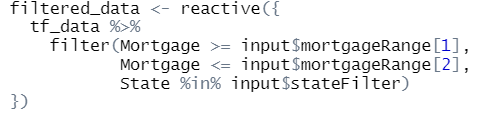 filtered_data <- reactive({
  tf_data %>%
    filter(Mortgage >= input$mortgageRange[1],
           Mortgage <= input$mortgageRange[2],
           State %in% input$stateFilter)
})